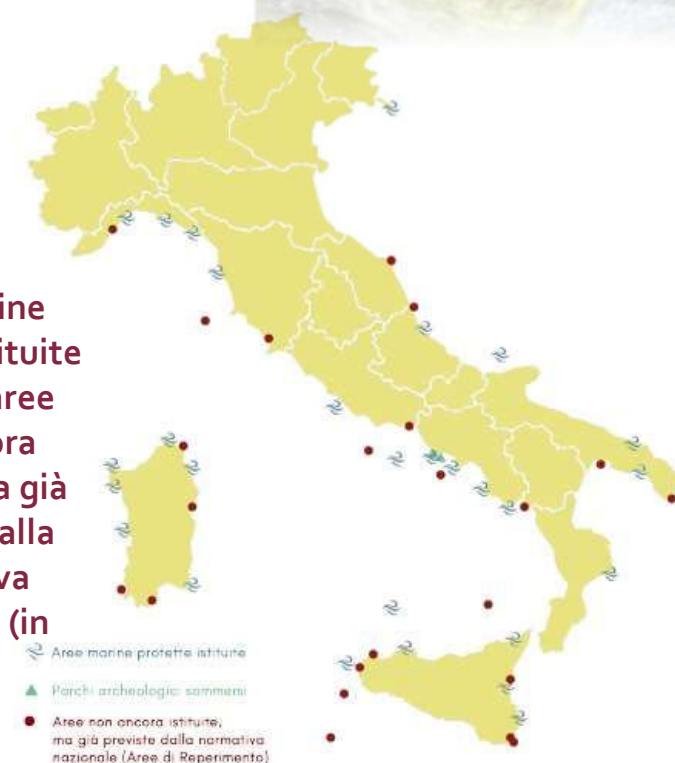 ine
ituite
aree
ora
a già
alla
va
(in
Aree marine protette istituite
Parchi archeologici sommersi
Aree non ancora istituite,
ma già previste dalla normativa
nazionale (Aree di Reperimento)